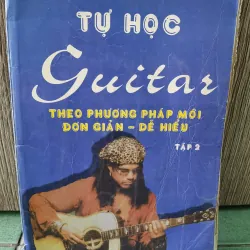 TỰ HỌC
Guitar
THEO PHƯƠNG PHÁP MỚI
ĐƠN GIẢN - DỄ HIỂU
TẬP 2